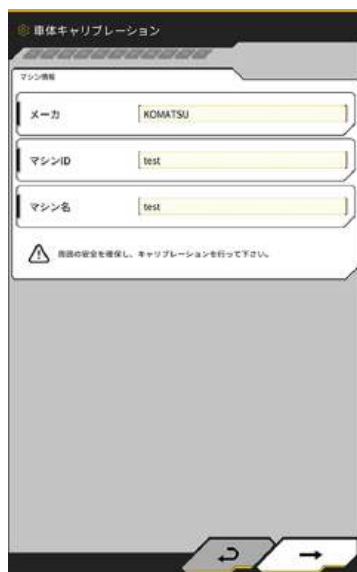 車体キャリブレーション
マシン情報
メーカ KOMATSU
マシンID test
マシン名 test
周囲の安全を確保し、キャリブレーションを行って下さい。